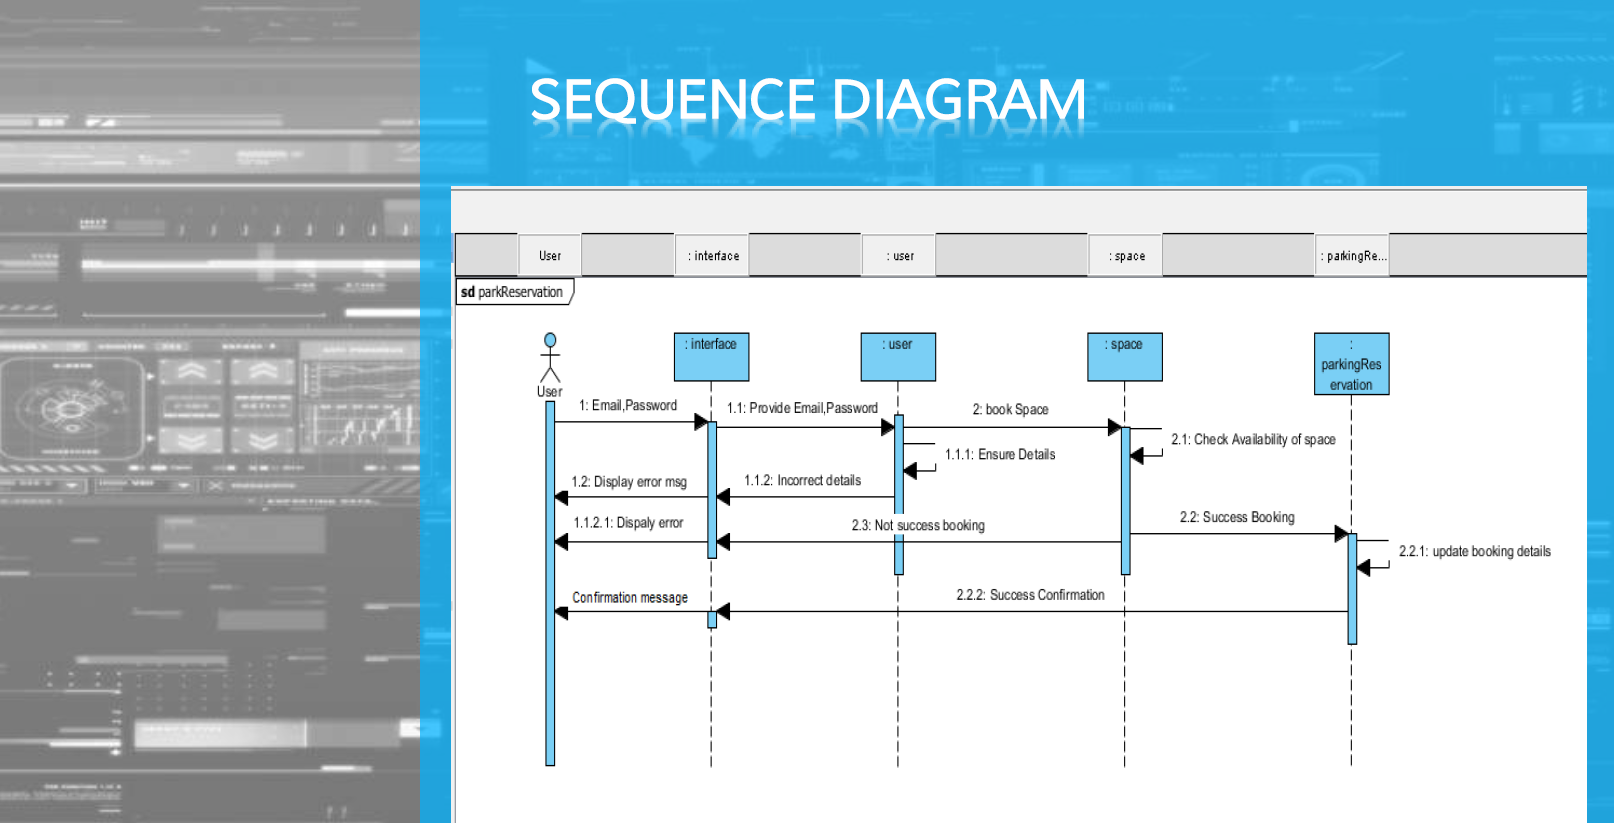 SEQUENCE DIAGRAM
User
: interface
: user
: space
: parkingRe...
sd parkReservation
: interface
: user
: space
:
parkingRes
ervation
User
1: Email,Password
1.1: Provide Email,Password
2: book Space
2.1: Check Availability of space
1.1.1: Ensure Details
1.2: Display error msg
1.1.2: Incorrect details
1.1.2.1: Dispaly error
2.3: Not success booking
2.2: Success Booking
2.2.1: update booking details
Confirmation message
2.2.2: Success Confirmation